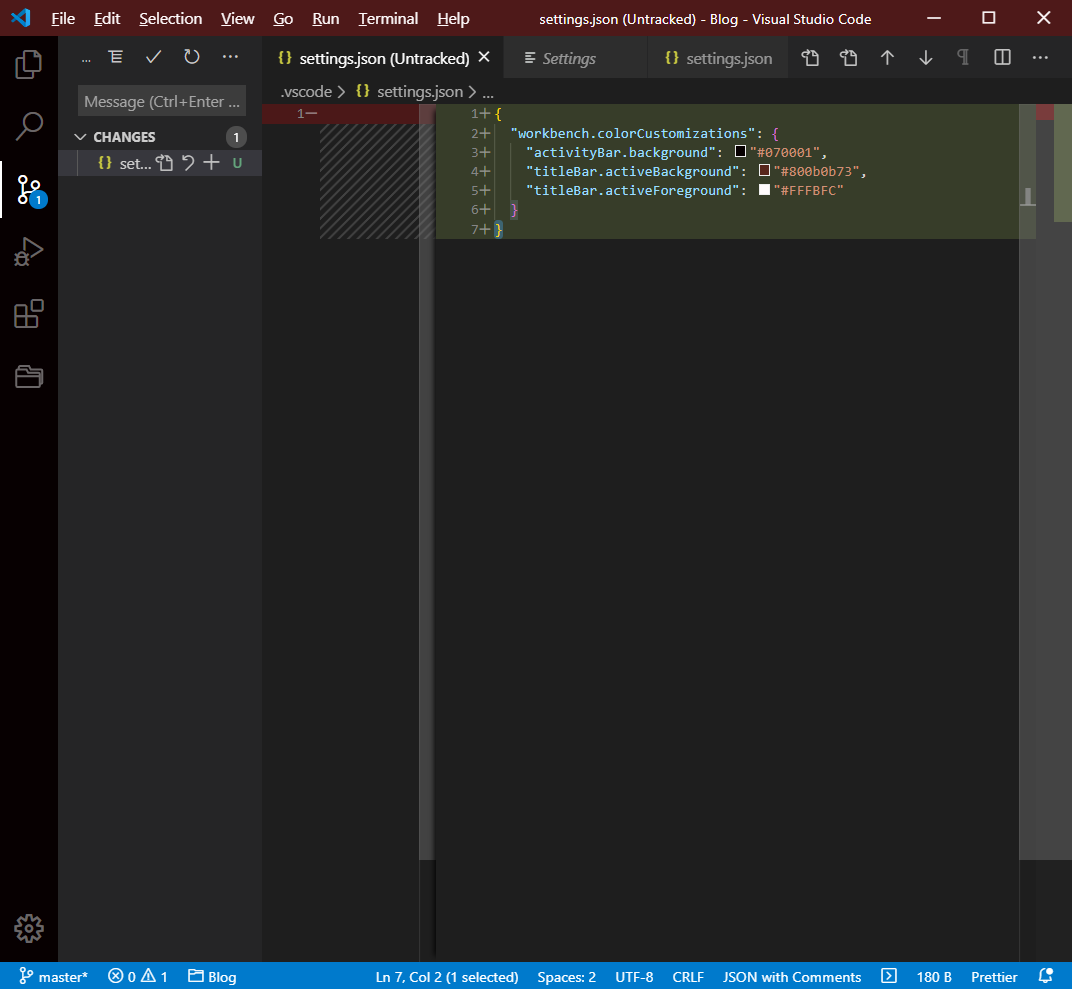 File Edit Selection View Go Run Terminal Help settings.json (Untracked) - Blog - Visual Studio Code
... settings.json (Untracked) Settings settings.json
.vscode > settings.json > ...
Message (Ctrl+Enter ...
CHANGES 1
set... U
1
1
1+ {
2+ "workbench.colorCustomizations": {
3+ "activityBar.background": "#070001",
4+ "titleBar.activeBackground": "#800b0b73",
5+ "titleBar.activeForeground": "#FFFBFC"
6+ }
7+ }
master* 0 1 Blog Ln 7, Col 2 (1 selected) Spaces: 2 UTF-8 CRLF JSON with Comments 180 B Prettier